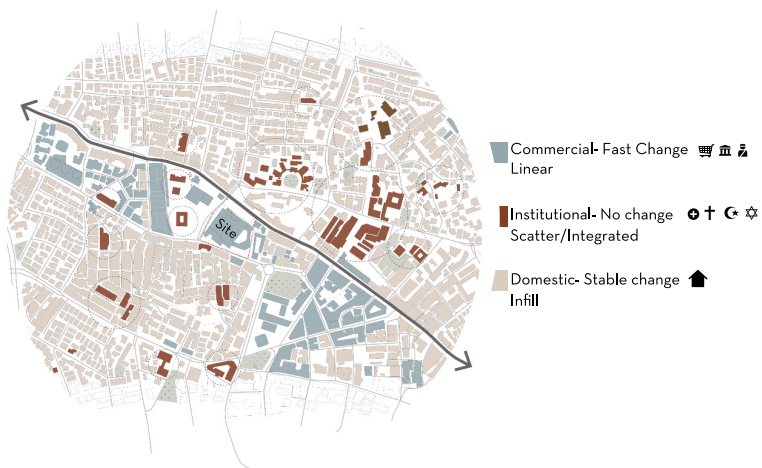 Site
Commercial- Fast Change
Linear
Institutional- No change
Scatter/Integrated
Domestic- Stable change
Infill